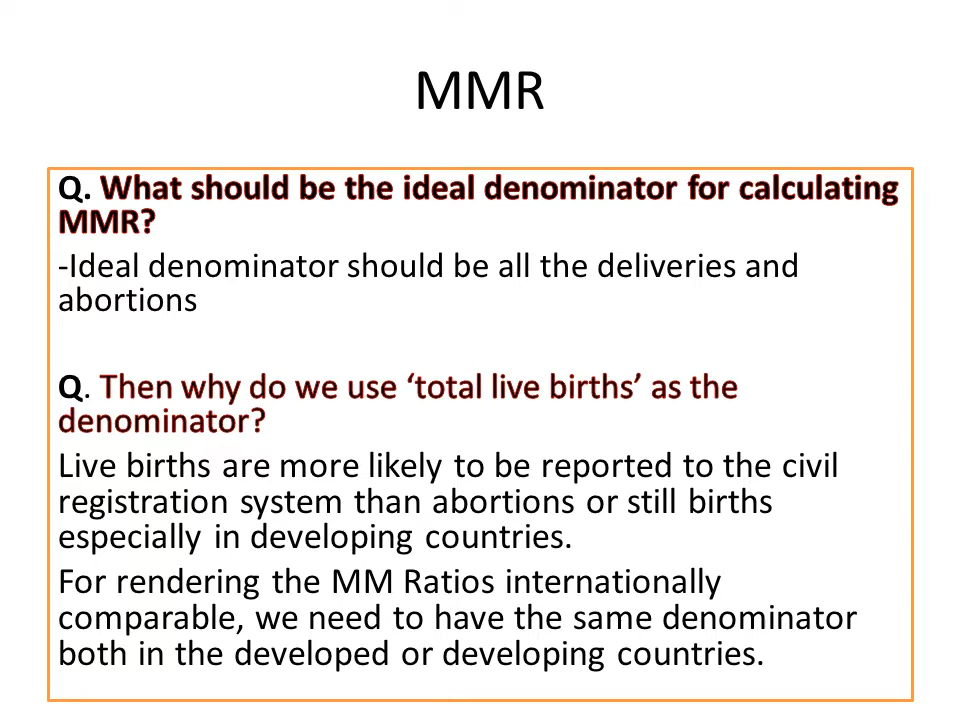 MMR
Q. What should be the ideal denominator for calculating
MMR?
-Ideal denominator should be all the deliveries and
abortions
Q. Then why do we use ‘total live births’ as the
denominator?
Live births are more likely to be reported to the civil
registration system than abortions or still births
especially in developing countries.
For rendering the MM Ratios internationally
comparable, we need to have the same denominator
both in the developed or developing countries.